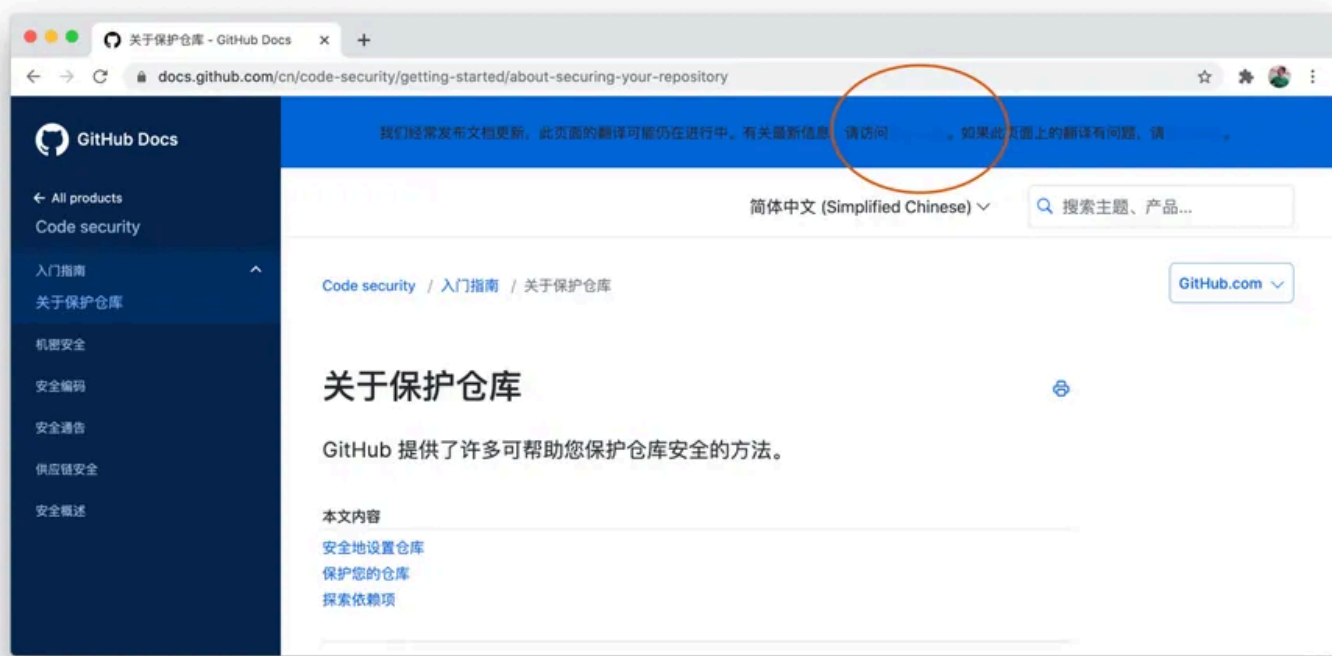 关于保护仓库 - GitHub Docs
docs.github.com/cn/code-security/getting-started/about-securing-your-repository
GitHub Docs
我们经常发布文档更新，此页面的翻译可能仍在进行中。有关最新信息，请访问 。如果此页面上的翻译有问题，请 。
All products
Code security
简体中文 (Simplified Chinese)
搜索主题、产品...
入门指南
关于保护仓库
机密安全
安全编码
安全通告
供应链安全
安全概述
Code security / 入门指南 / 关于保护仓库
GitHub.com
关于保护仓库
GitHub 提供了许多可帮助您保护仓库安全的方法。
本文内容
安全地设置仓库
保护您的仓库
探索依赖项